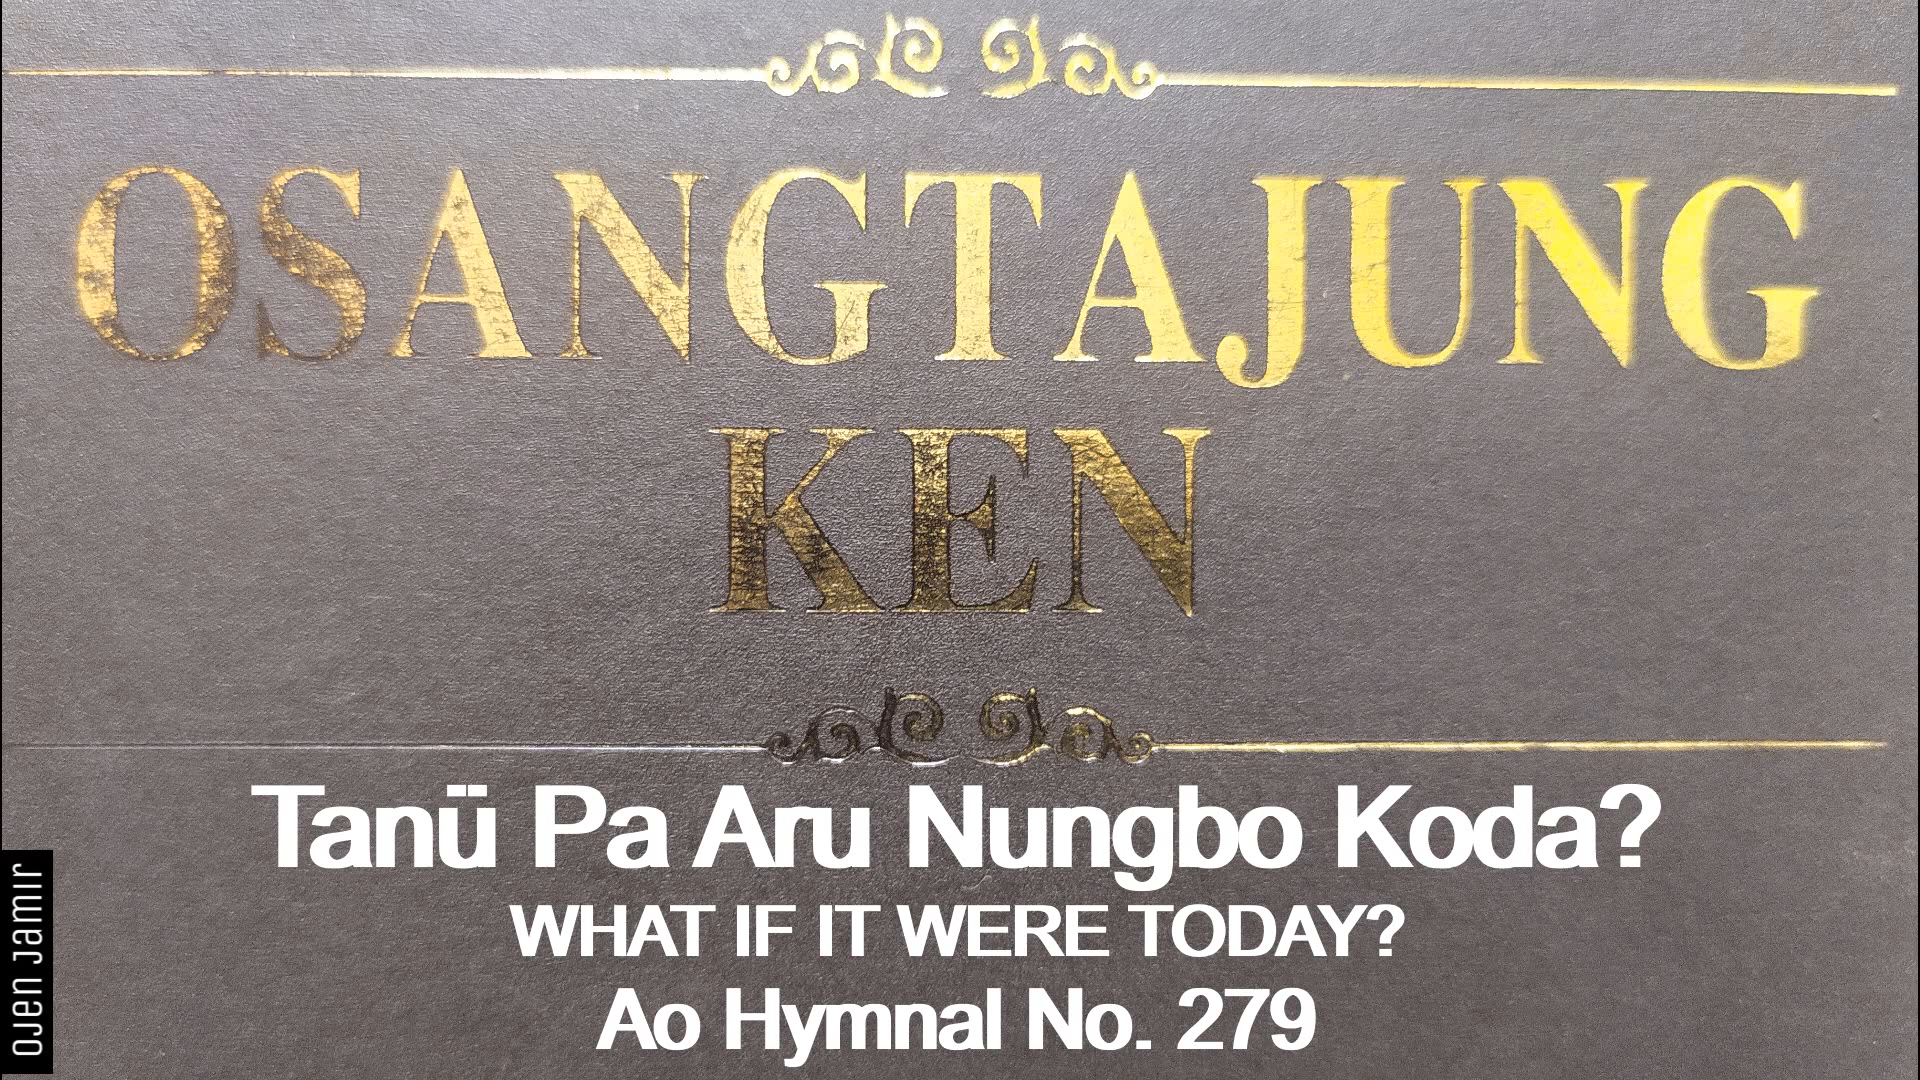 OSANGTAJUNG
KEN
Tanü Pa Aru Nungbo Koda?
WHAT IF IT WERE TODAY?
Ao Hymnal No. 279
Ojen Jamir